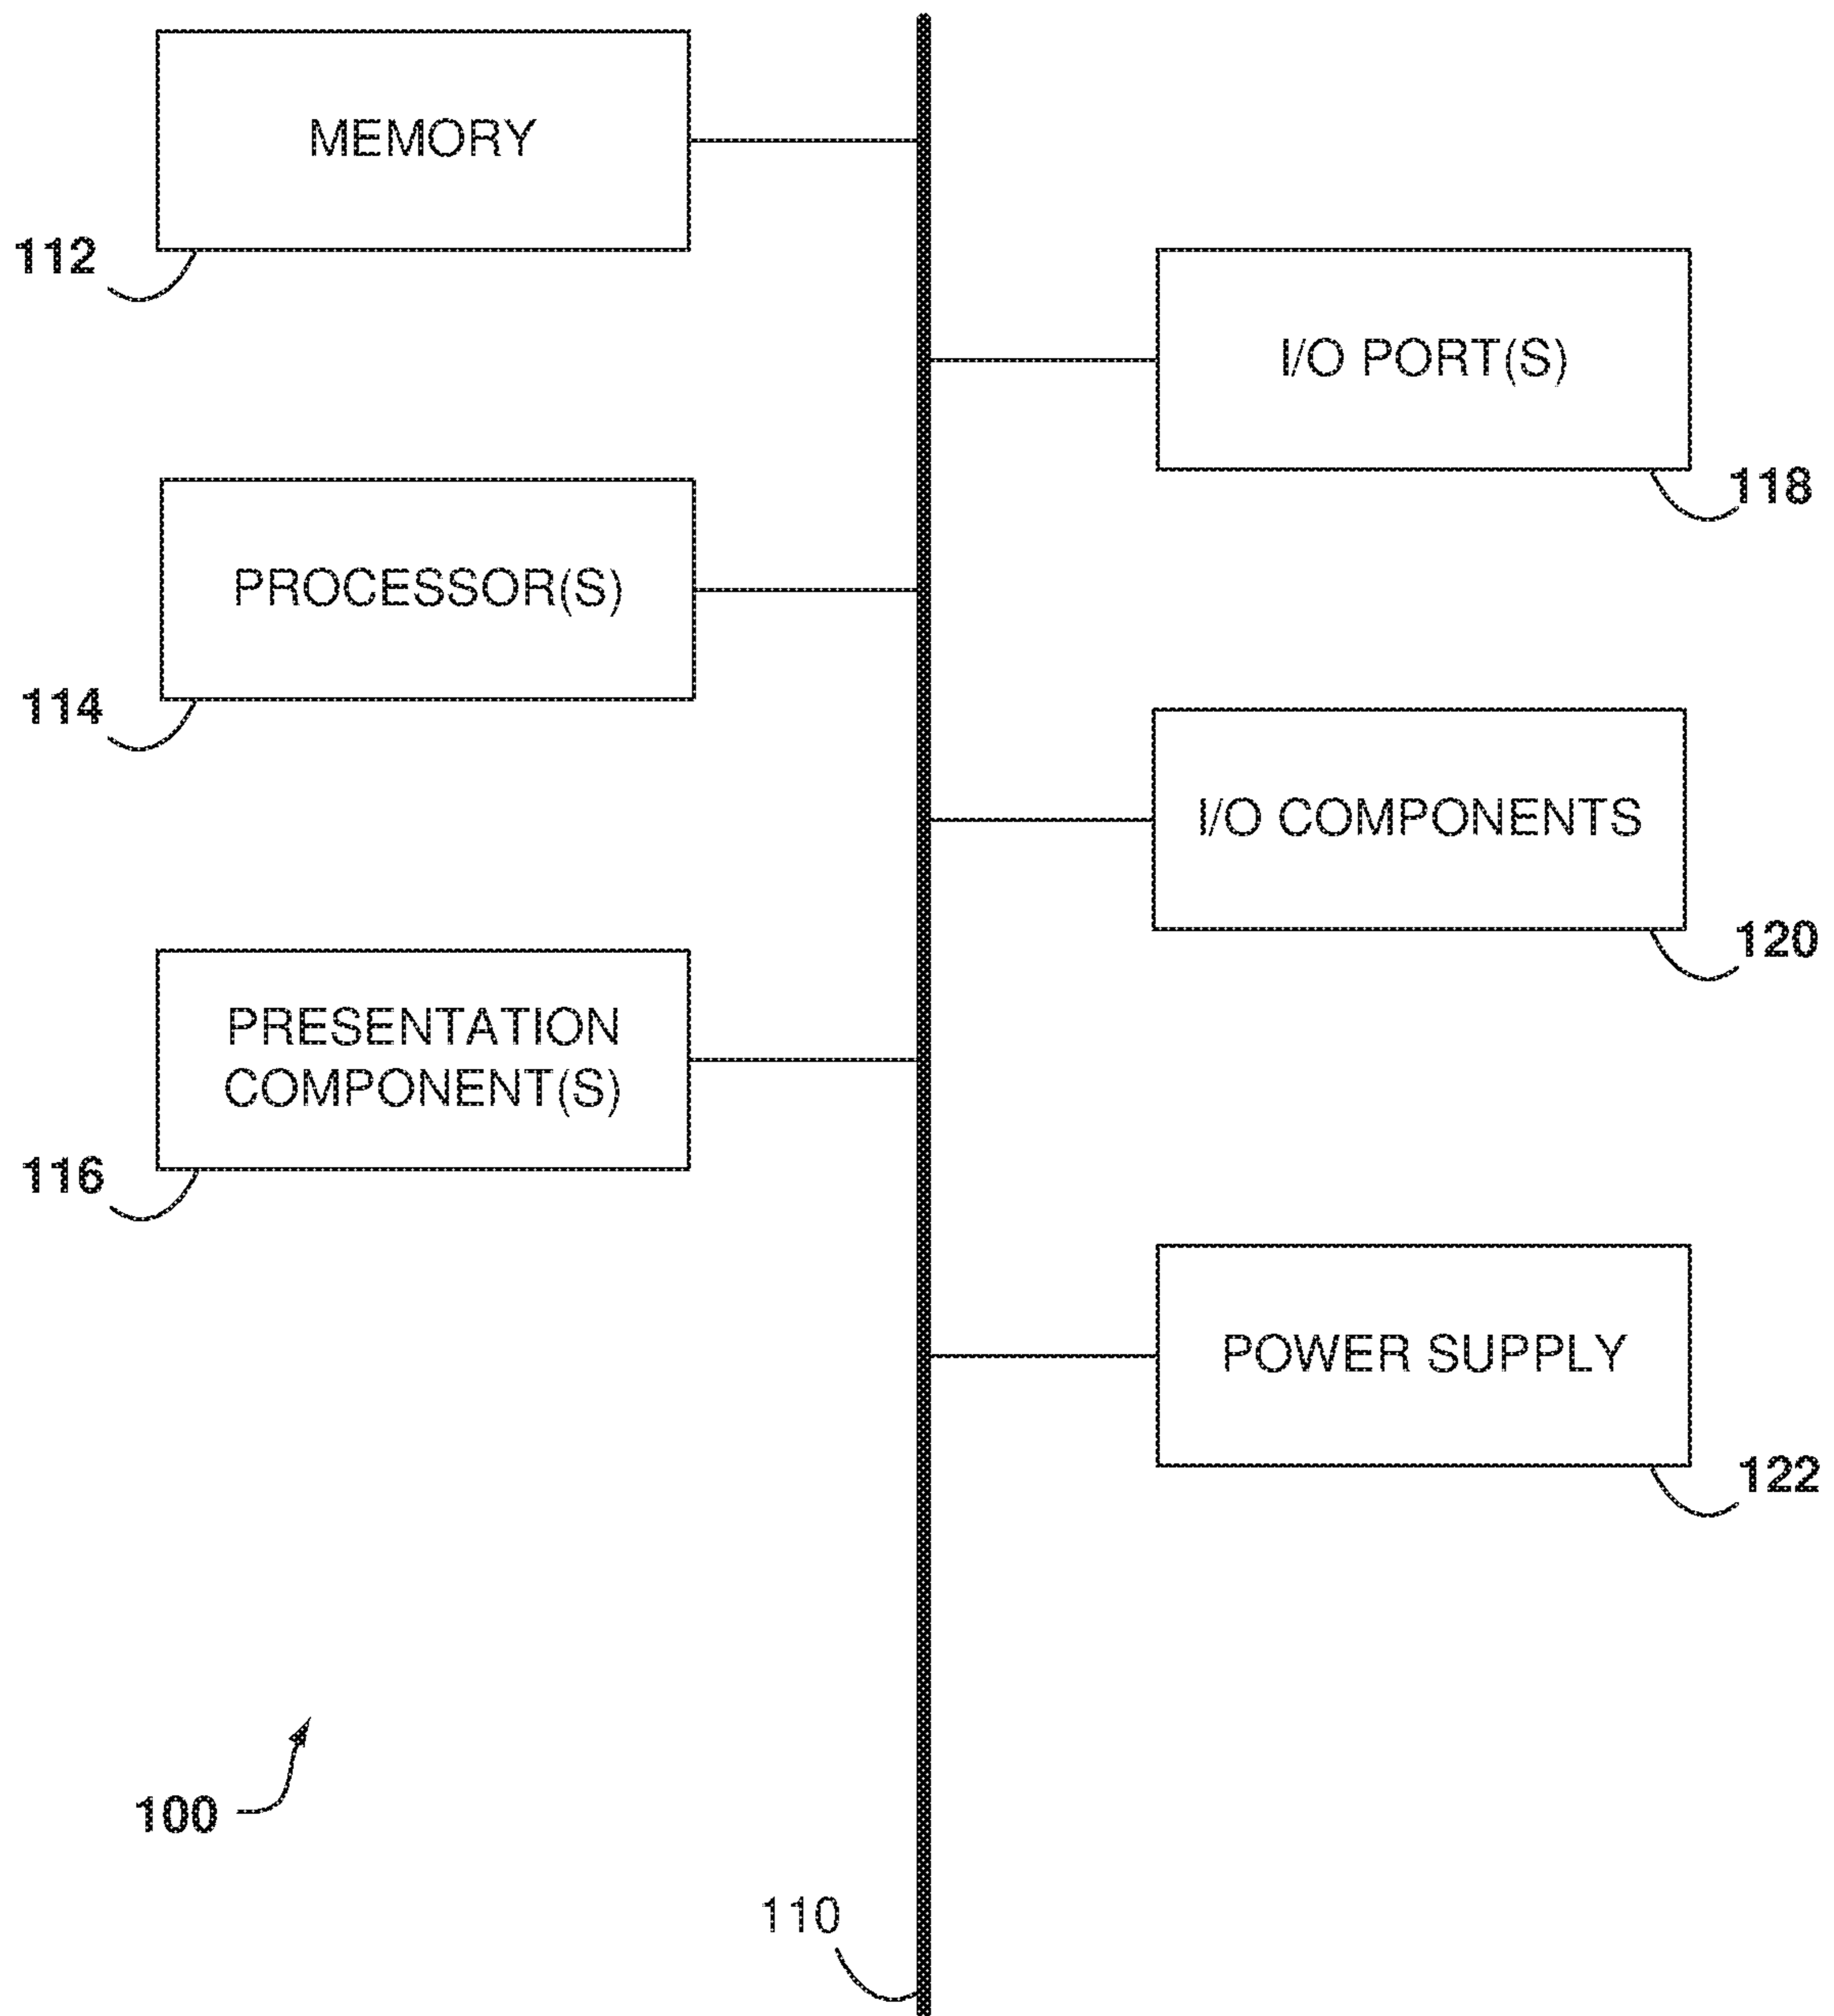 MEMORY
112
I/O PORT(S)
118
PROCESSOR(S)
114
I/O COMPONENTS
120
PRESENTATION
COMPONENT(S)
116
POWER SUPPLY
122
100
110